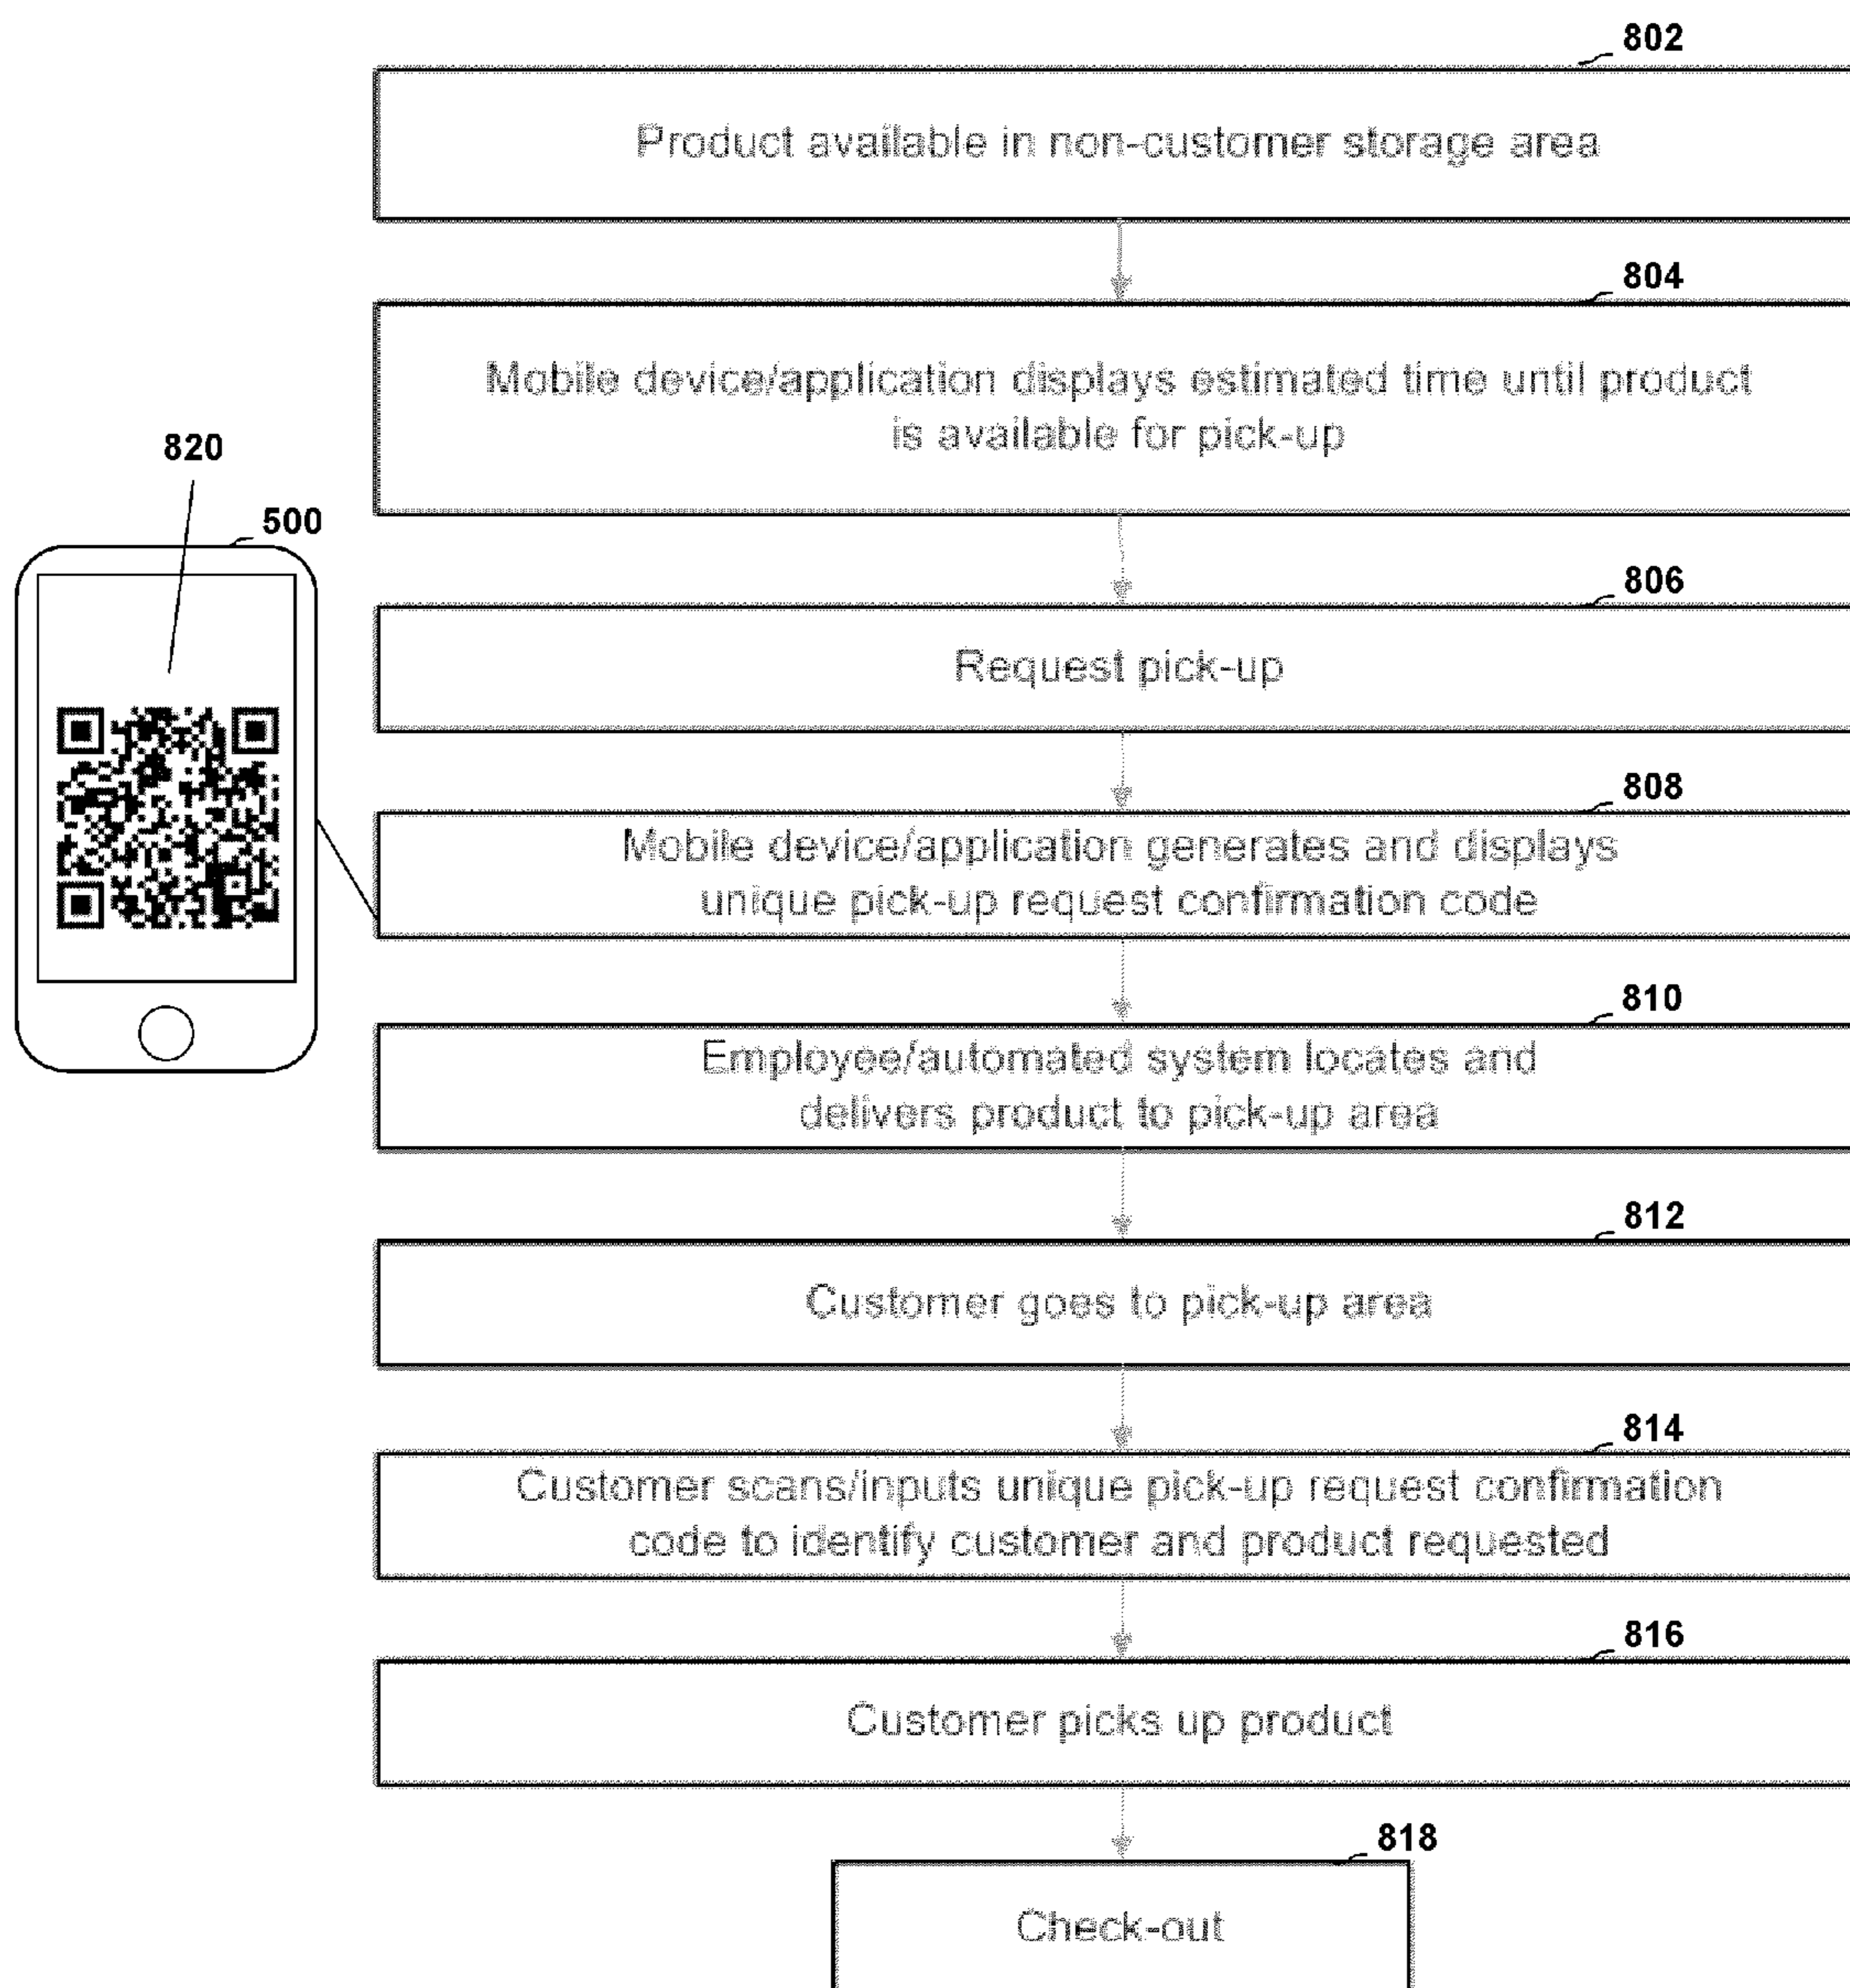 802
Product available in non-customer storage area
804
Mobile device/application displays estimated time until product
is available for pick-up
820
500
806
Request pick-up
808
Mobile device/application generates and displays
unique pick-up request confirmation code
810
Employee/automated system locates and
delivers product to pick-up area
812
Customer goes to pick-up area
814
Customer scans/inputs unique pick-up request confirmation
code to identify customer and product requested
816
Customer picks up product
818
Check-out